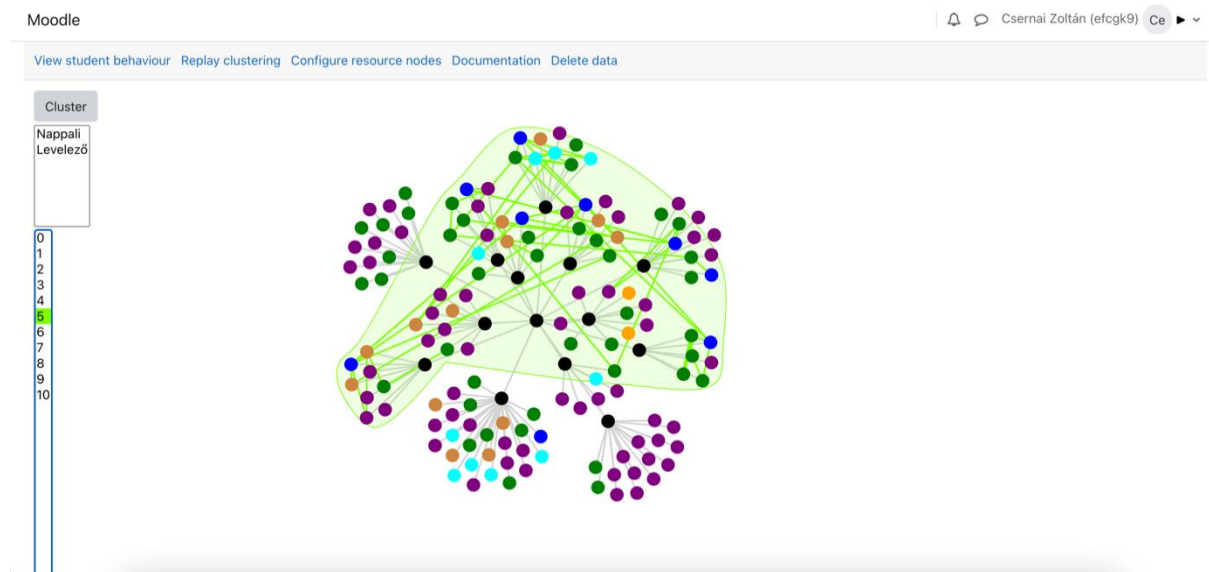 Moodle
Csernai Zoltán (efcgk9) Ce
View student behaviour Replay clustering Configure resource nodes Documentation Delete data
Cluster
Nappali
Levelező
0
1
2
3
4
5
6
7
8
9
10